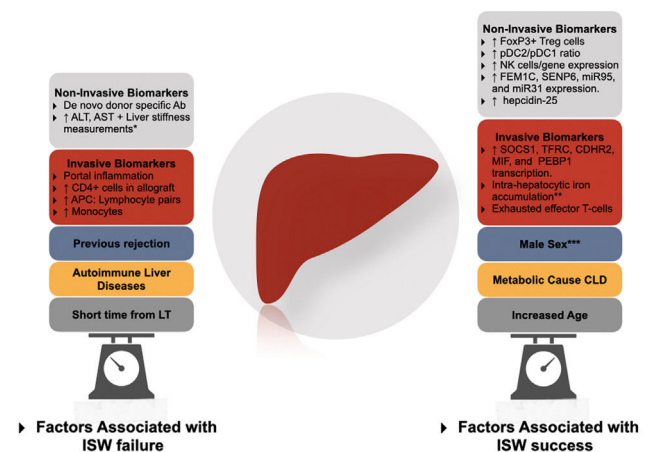 Non-Invasive Biomarkers
De novo donor specific Ab
↑ ALT, AST + Liver stiffness
measurements*
Invasive Biomarkers
Portal inflammation
↑ CD4+ cells in allograft
↑ APC: Lymphocyte pairs
↑ Monocytes
Previous rejection
Autoimmune Liver
Diseases
Short time from LT
Factors Associated with
ISW failure
Non-Invasive Biomarkers
↑ FoxP3+ Treg cells
↑ pDC2/pDC1 ratio
↑ NK cells/gene expression
↑ FEM1C, SENP6, miR95,
and miR31 expression.
↑ hepcidin-25
Invasive Biomarkers
↑ SOCS1, TFRC, CDHR2,
MIF, and PEBP1
transcription.
Intra-hepatocytic iron
accumulation**
Exhausted effector T-cells
Male Sex***
Metabolic Cause CLD
Increased Age
Factors Associated with
ISW success